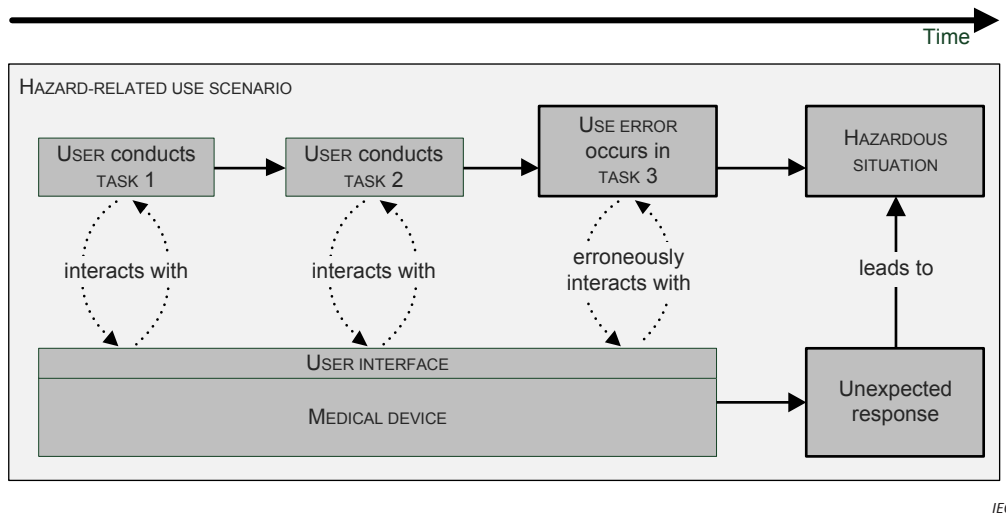 Time
HAZARD-RELATED USE SCENARIO
USER conducts
TASK 1
USER conducts
TASK 2
USE ERROR
occurs in
TASK 3
HAZARDOUS
SITUATION
interacts with
interacts with
erroneously
interacts with
leads to
USER INTERFACE
MEDICAL DEVICE
Unexpected
response